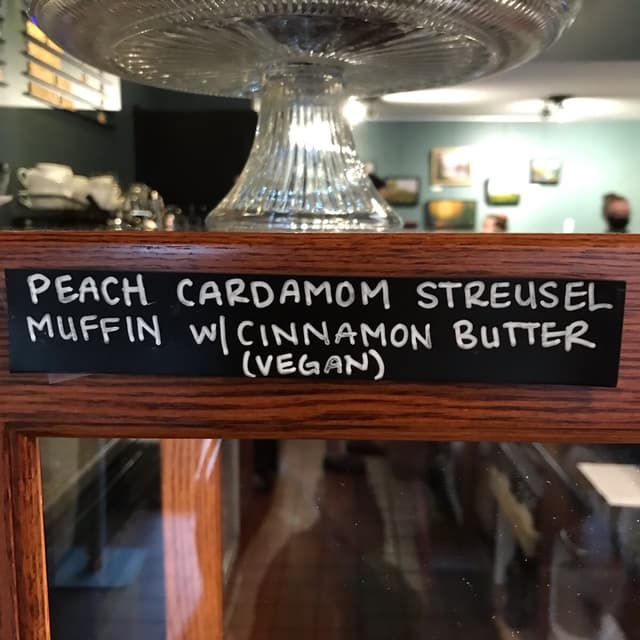 PEACH CARDAMOM STREUSEL
MUFFIN W/CINNAMON BUTTER
(VEGAN)